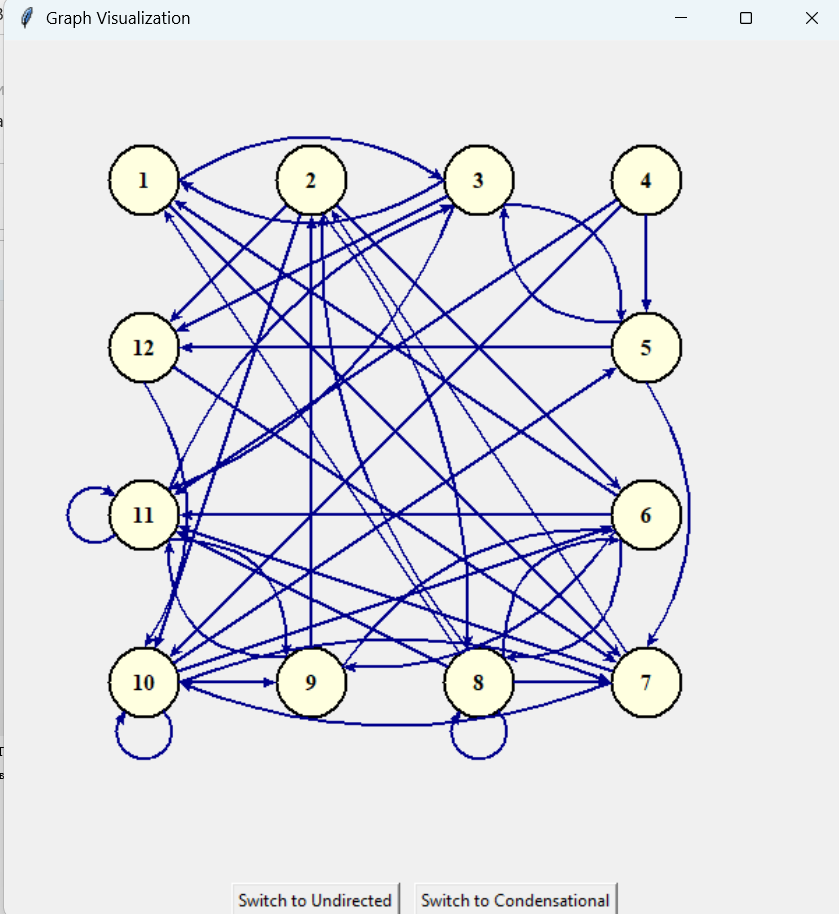 Graph Visualization
1 2 3 4
12 5
11 6
10 9 8 7
Switch to Undirected Switch to Condensational